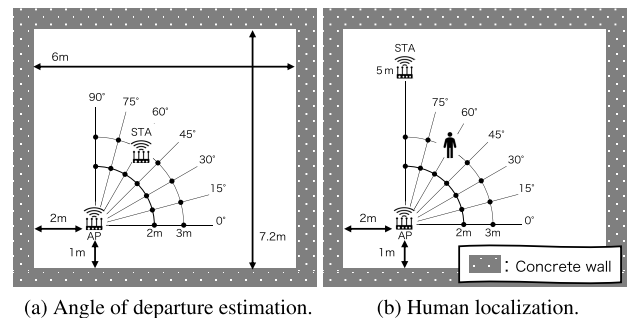 6m
90°
75°
60°
STA
45°
30°
15°
0°
2m
AP
2m
3m
1m
7.2m
(a) Angle of departure estimation.
STA
5m
75°
60°
45°
30°
15°
0°
2m
AP
2m
3m
1m
: Concrete wall
(b) Human localization.